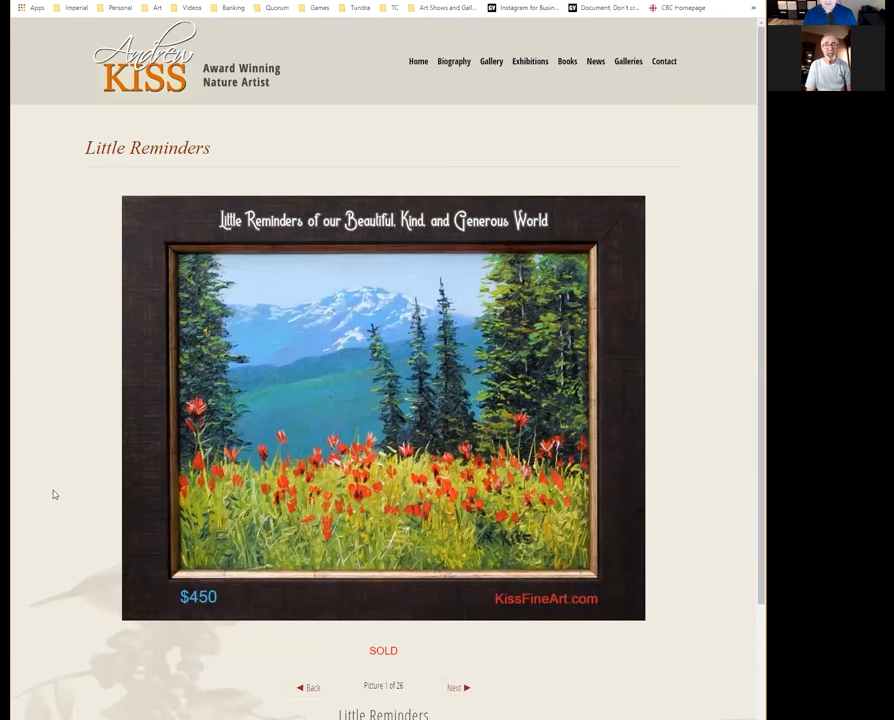 Apps Imperial Personal Art Videos Banking Quorum Games Tundra TC Art Shows and Gall... Instagram for Busin... Document, Don't cr... CBC Homepage »
Andrew
KISS
Award Winning
Nature Artist
Home Biography Gallery Exhibitions Books News Galleries Contact
Little Reminders
Little Reminders of our Beautiful, Kind, and Generous World
A. KISS
$450
KissFineArt.com
SOLD
Back Picture 1 of 26 Next
Little Reminders